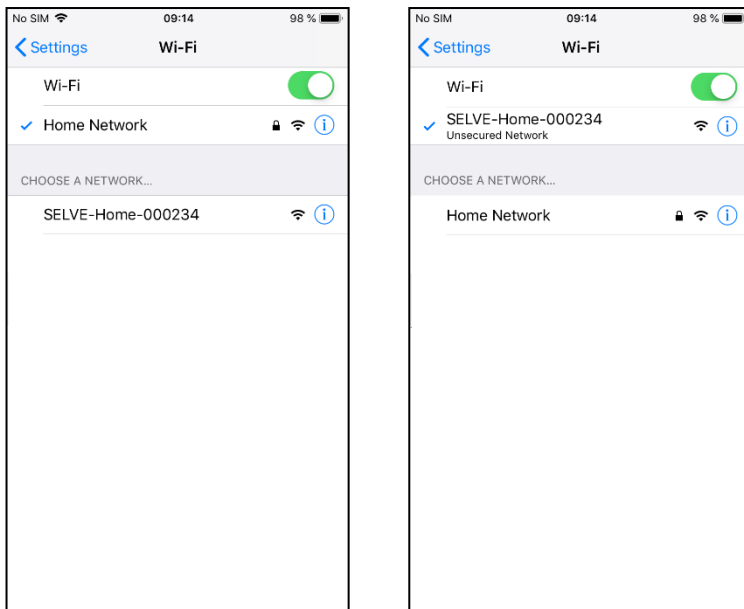 No SIM 09:14 98 %
Settings Wi-Fi
Wi-Fi
Home Network
CHOOSE A NETWORK...
SELVE-Home-000234
No SIM 09:14 98 %
Settings Wi-Fi
Wi-Fi
SELVE-Home-000234
Unsecured Network
CHOOSE A NETWORK...
Home Network